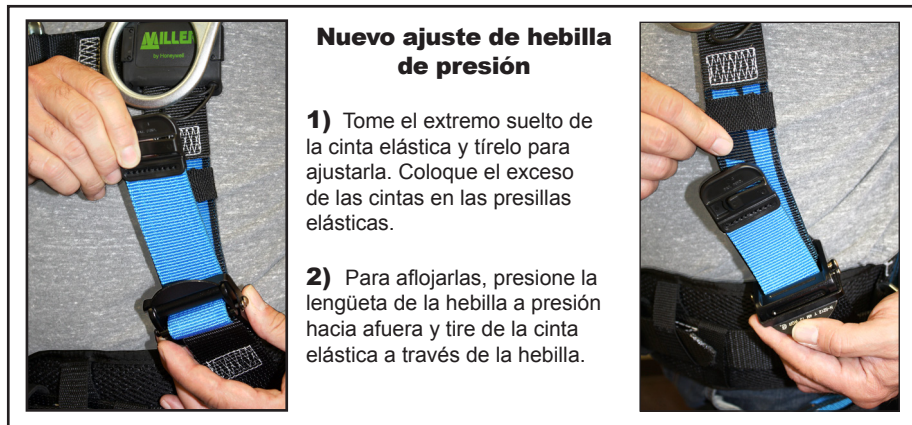 MILLER
by Honeywell
Nuevo ajuste de hebilla
de presión
1) Tome el extremo suelto de
la cinta elástica y tírelo para
ajustarla. Coloque el exceso
de las cintas en las presillas
elásticas.
2) Para aflojarlas, presione la
lengüeta de la hebilla a presión
hacia afuera y tire de la cinta
elástica a través de la hebilla.